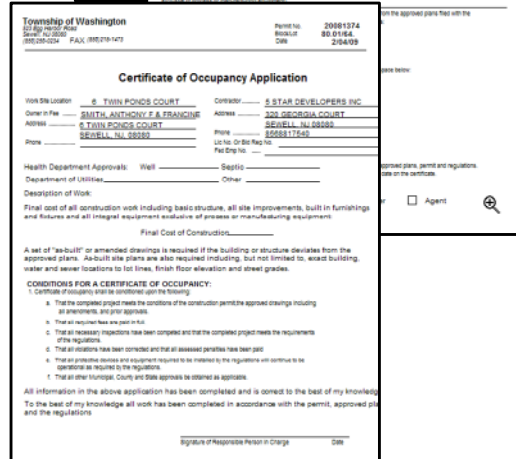 Township of Washington
523 Egg Harbor Road
Sewell, NJ 08080
FAX
Permit No. 20081374
Block/Lot 80.01/64.
Date 2/04/09
Certificate of Occupancy Application
Work Site Location 6 TWIN PONDS COURT
Owner in Fee SMITH, ANTHONY F & FRANCINE
Address 6 TWIN PONDS COURT
SEWELL, NJ. 08080
Phone
Contractor 5 STAR DEVELOPERS INC
Address 320 GEORGIA COURT
SEWELL, NJ 08080
Phone 8568817540
Lic No. Or Bld Reg No.
Fed Emp No.
Health Department Approvals: Well Septic
Department of Utilities Other
Description of Work:
Final cost of all construction work including basic structure, all site improvements, built in furnishings
and fixtures and all integral equipment exclusive of process or manufacturing equipment.
Final Cost of Construction
A set of "as-built" or amended drawings is required if the building or structure deviates from the
approved plans. As-built site plans are also required including, but not limited to, exact building,
water and sewer locations to lot lines, finish floor elevation and street grades.
CONDITIONS FOR A CERTIFICATE OF OCCUPANCY:
1. Certificate of occupancy shall be conditioned upon the following:
a. That the completed project meets the conditions of the construction permit,the approved drawings including
all amendments, and prior approvals.
b. That all required fees are paid in full.
c. That all necessary inspections have been competed and that the completed project meets the requirements
of the regulations.
d. That all violations have been corrected and that all assessed penalties have been paid
e. That all protective devices and equipment required to be installed by the regulations will continue to be
operational as required by the regulations.
f. That all other Municipal, County and State approvals be obtained as applicable.
All information in the above application has been completed and is correct to the best of my knowledg
To the best of my knowledge all work has been completed in accordance with the permit, approved pla
and the regulations
Signature of Responsible Person in Charge Date
from the approved plans filed with the
below:
approved plans, permit and regulations.
date on the certificate.
Agent